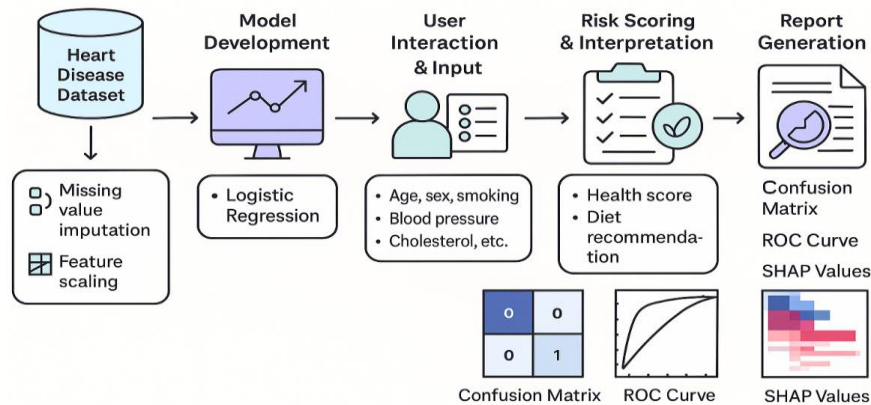 Heart
Disease
Dataset
Missing
value
imputation
Feature
scaling
Model
Development
• Logistic
Regression
User
Interaction
& Input
• Age, sex, smoking
• Blood pressure
• Cholesterol, etc.
Risk Scoring
& Interpretation
• Health score
• Diet
recommenda-
tion
Report
Generation
Confusion
Matrix
ROC Curve
SHAP Values
0 0
0 1
Confusion Matrix
ROC Curve
SHAP Values